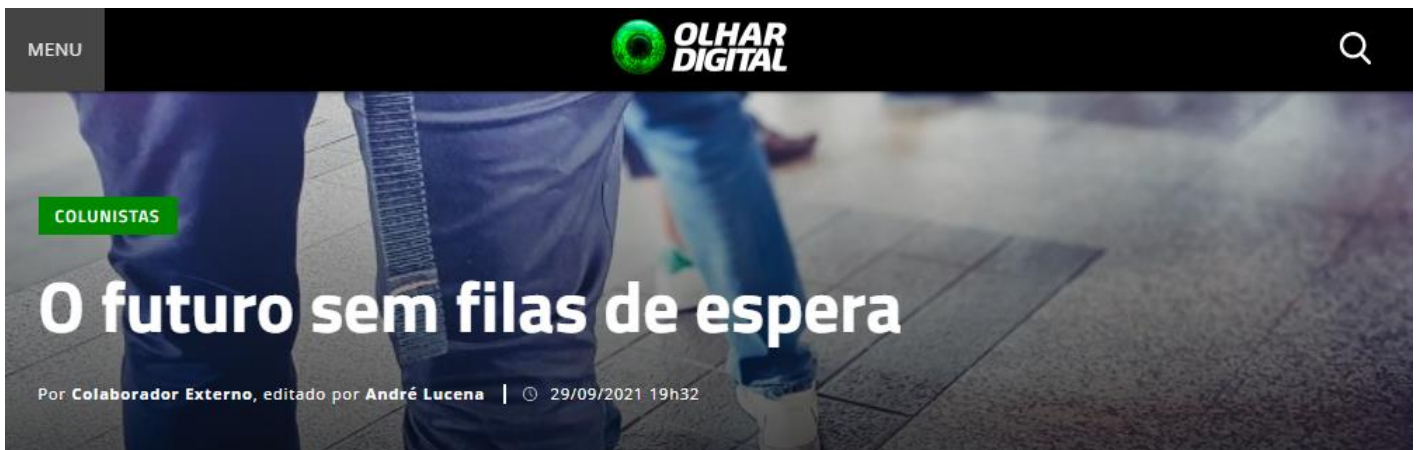 MENU
OLHAR
DIGITAL
COLUNISTAS
O futuro sem filas de espera
Por Colaborador Externo, editado por André Lucena | 29/09/2021 19h32